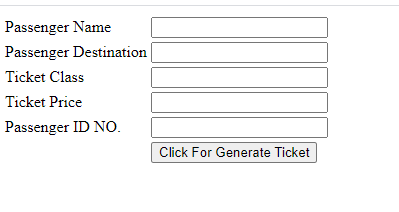 Passenger Name
Passenger Destination
Ticket Class
Ticket Price
Passenger ID NO.
Click For Generate Ticket